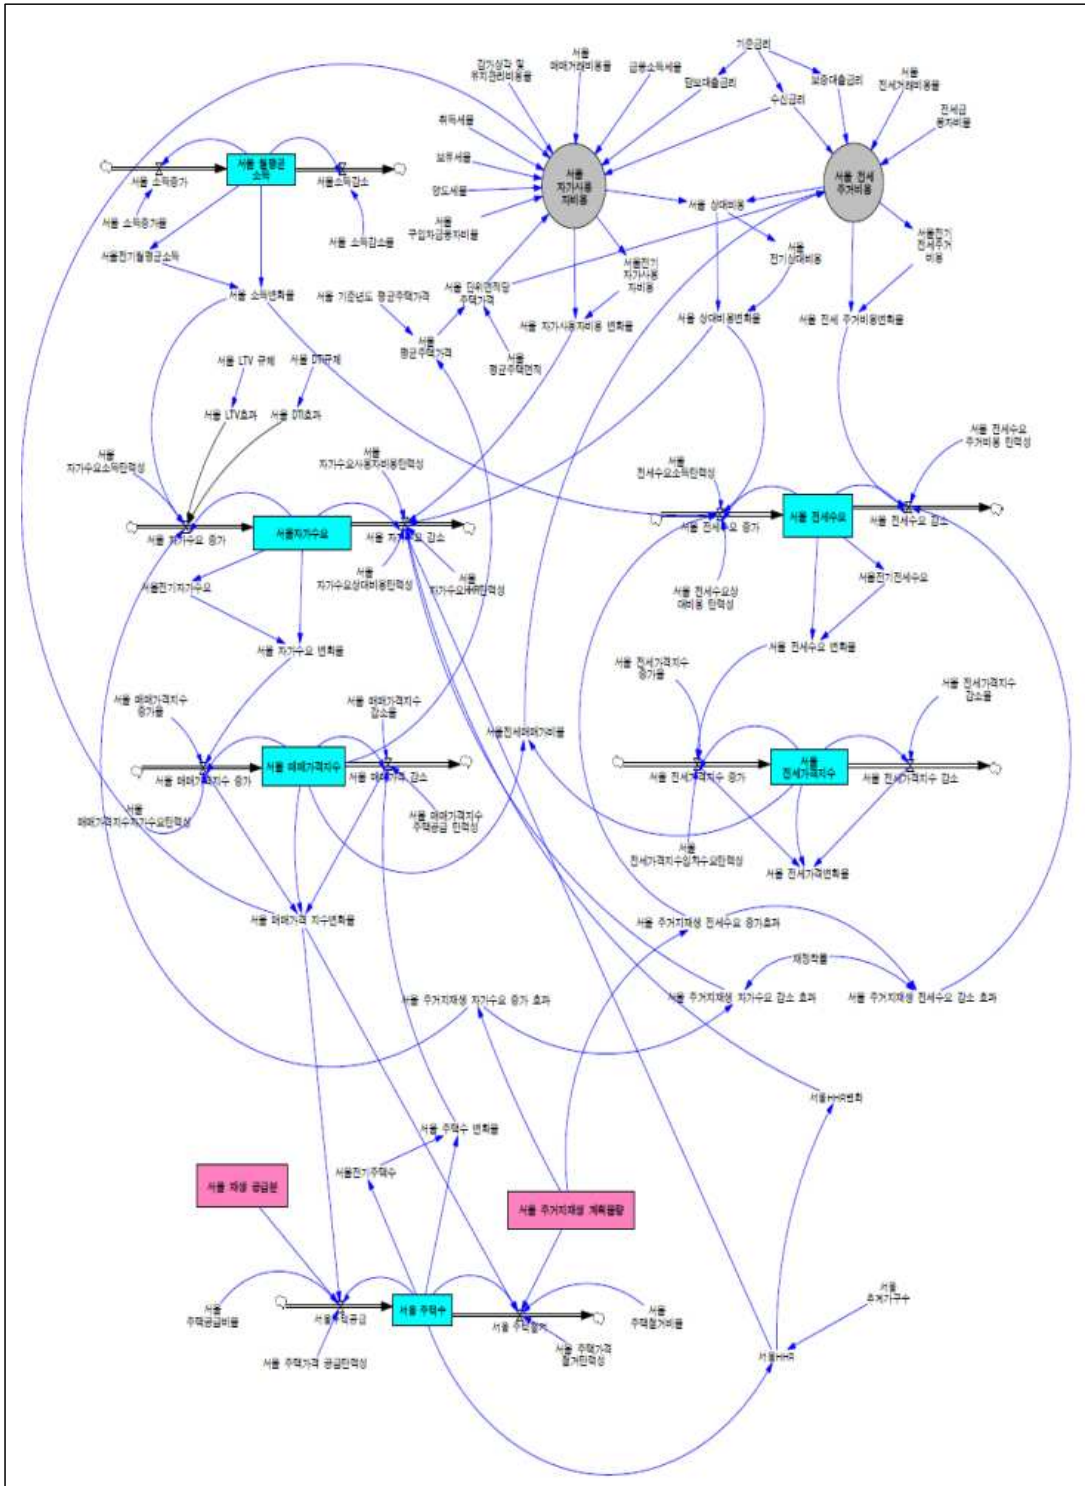 기준금리
감가상각 및
유지관리비용율
서울
매매거래비용율
금융소득세율
담보대출금리
보증대출금리
서울
전세거래비용율
수신금리
전세금
융자비율
취득세율
보유세율
양도세율
서울
구입자금융자비율
서울
자가사용
자비용
서울 전세
주거비용
서울 상대비용
서울
전기상대비용
서울전기
전세주거
비용
서울전기
자가사용
자비용
서울 월평균
소득
서울 소득증가
서울소득감소
서울 소득증가율
서울 소득감소율
서울전기월평균소득
서울 소득변화율
서울 기준년도 평균주택가격
서울 단위면적당
주택가격
서울
평균주택가격
서울
평균주택면적
서울 자가사용자비용 변화율
서울 상대비용변화율
서울 전세 주거비용변화율
서울 LTV 규제
서울 DTI규제
서울 LTV효과
서울 DTI효과
서울
자가수요소득탄력성
서울
자가수요사용자비용탄력성
서울
전세수요소득탄력성
서울 전세수요
주거비용 탄력성
서울 자가수요 증가
서울자가수요
서울 자가수요 감소
서울 전세수요 증가
서울 전세수요
서울 전세수요 감소
서울전기자가수요
서울
자가수요상대비용탄력성
서울
자가수요HHR탄력성
서울 전세수요상
대비용 탄력성
서울전기전세수요
서울 자가수요 변화율
서울 전세수요 변화율
서울 매매가격지수
증가율
서울 매매가격지수
감소율
서울 전세가격지수
증가율
서울 전세가격지수
감소율
서울전세매매가비율
서울 매매가격지수 증가
서울 매매가격지수
서울 매매가격 감소
서울 전세가격지수 증가
서울
전세가격지수
서울 전세가격지수 감소
서울
매매가격지수자가수요탄력성
서울 매매가격지수
주택공급 탄력성
서울
전세가격지수임차수요탄력성
서울 전세가격변화율
서울 매매가격 지수변화율
서울 주거지재생 전세수요 증가효과
재정착률
서울 주거지재생 자가수요 증가 효과
서울 주거지재생 자가수요 감소 효과
서울 주거지재생 전세수요 감소 효과
서울HHR변화
서울 주택수 변화율
서울전기주택수
서울 재생 공급분
서울 주거지재생 계획물량
서울
주택공급비율
서울주택공급
서울 주택수
서울 주택철거
서울
주택철거비율
서울 주택가격 공급탄력성
서울 주택가격
철거탄력성
서울
추계가구수
서울HHR